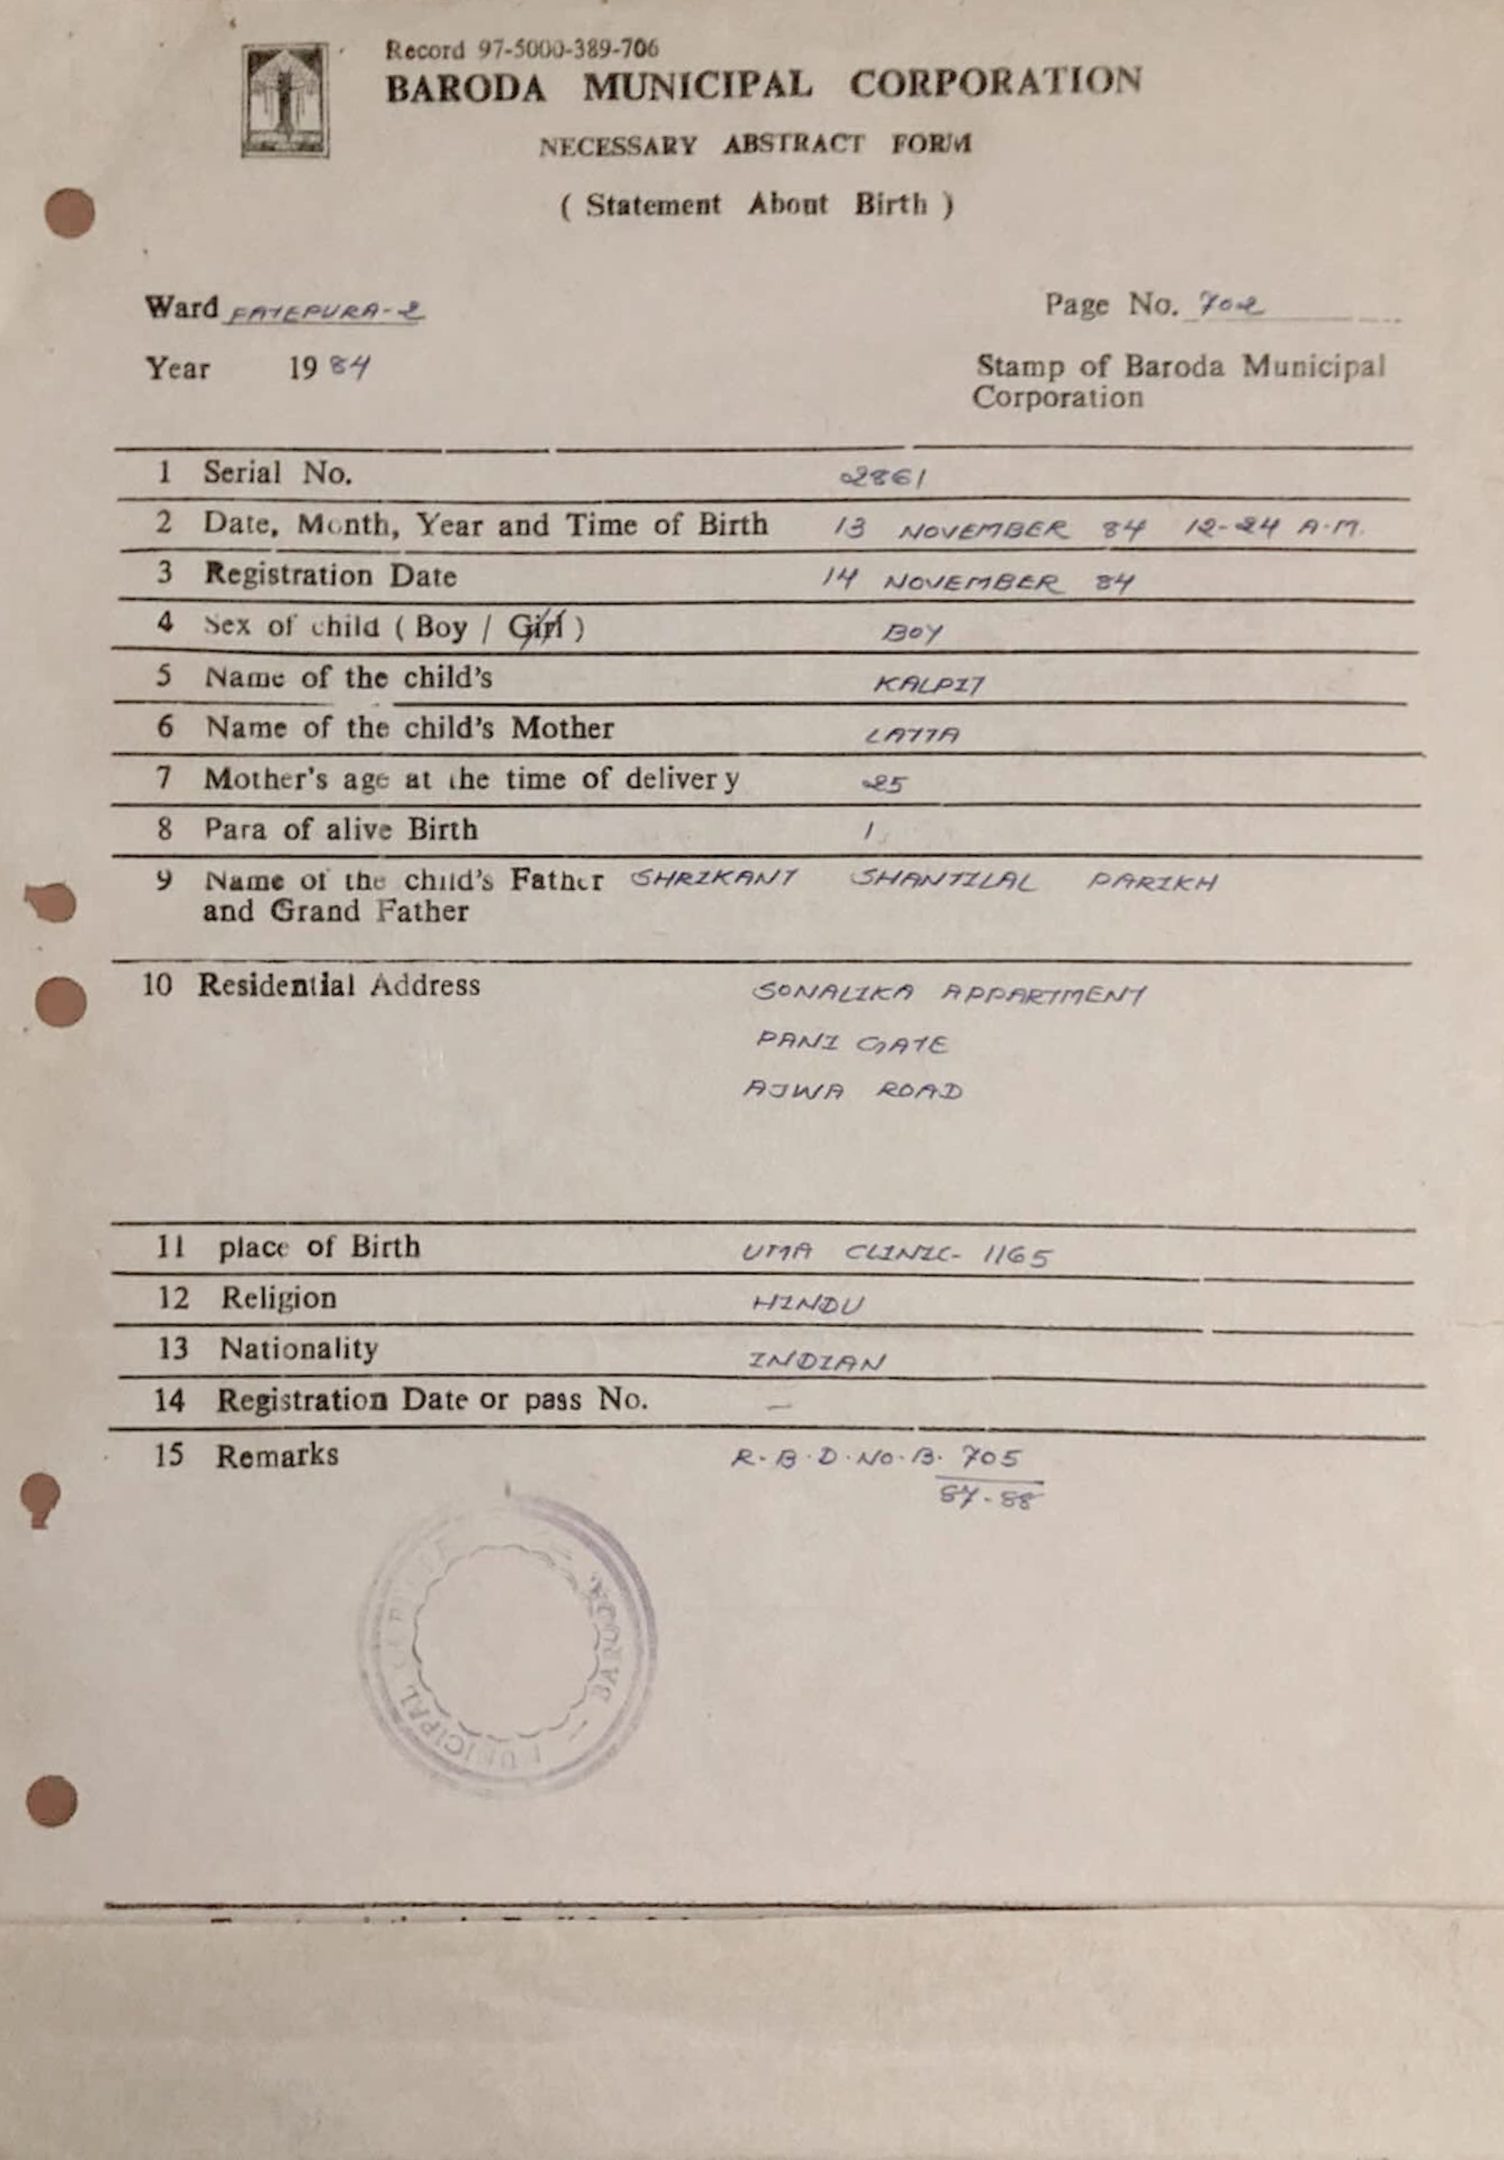 Record 97-5000-389-706
BARODA MUNICIPAL CORPORATION
NECESSARY ABSTRACT FORM
( Statement About Birth )
Ward FATEPURA-2 Page No. 702
Year 1984 Stamp of Baroda Municipal
Corporation
1 Serial No. 2861
2 Date, Month, Year and Time of Birth 13 NOVEMBER 84 12-24 A.M.
3 Registration Date 14 NOVEMBER 84
4 Sex of child ( Boy / Girl ) BOY
5 Name of the child's KALPIT
6 Name of the child's Mother LATTA
7 Mother's age at the time of delivery 25
8 Para of alive Birth 1
9 Name of the child's Father SHRIKANT SHANTILAL PARIKH
and Grand Father
10 Residential Address SONALIKA APPARTMENT
PANI GATE
AJWA ROAD
11 place of Birth UMA CLINIC- 1165
12 Religion HINDU
13 Nationality INDIAN
14 Registration Date or pass No. —
15 Remarks R.B.D.NO.B. 705
87-88
BARODA